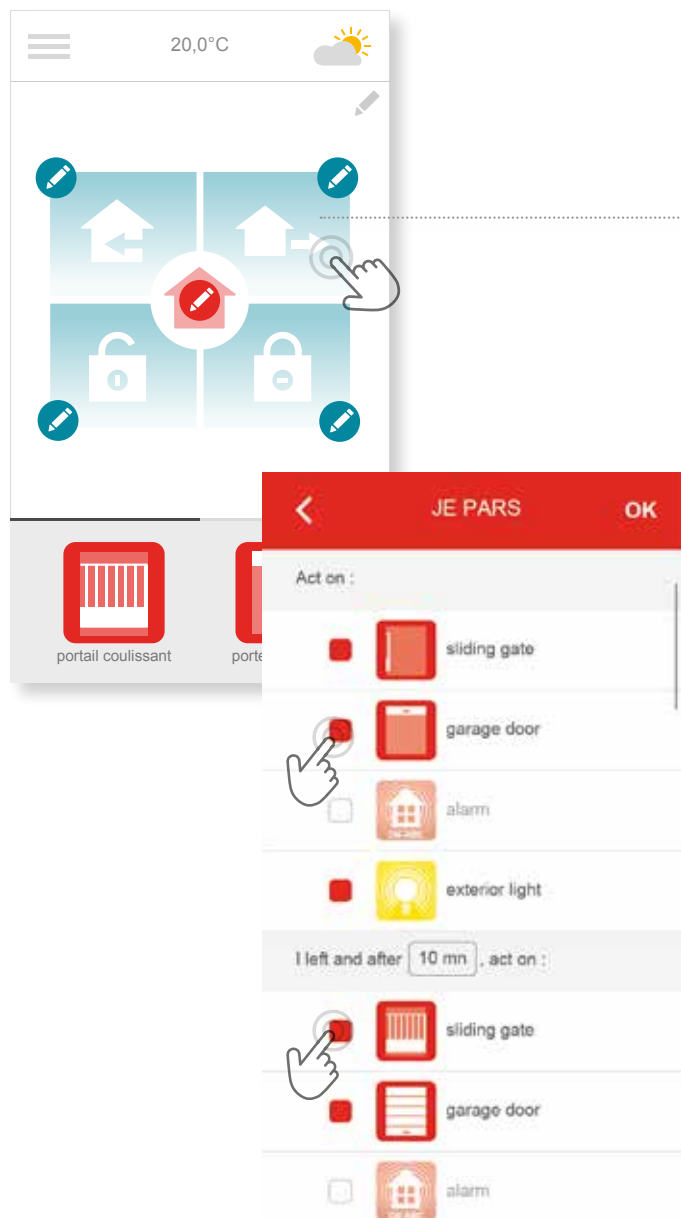 20,0°C
portail coulissant
porte
JE PARS
OK
Act on :
sliding gate
garage door
alarm
exterior light
I left and after 10 mn , act on :
sliding gate
garage door
alarm